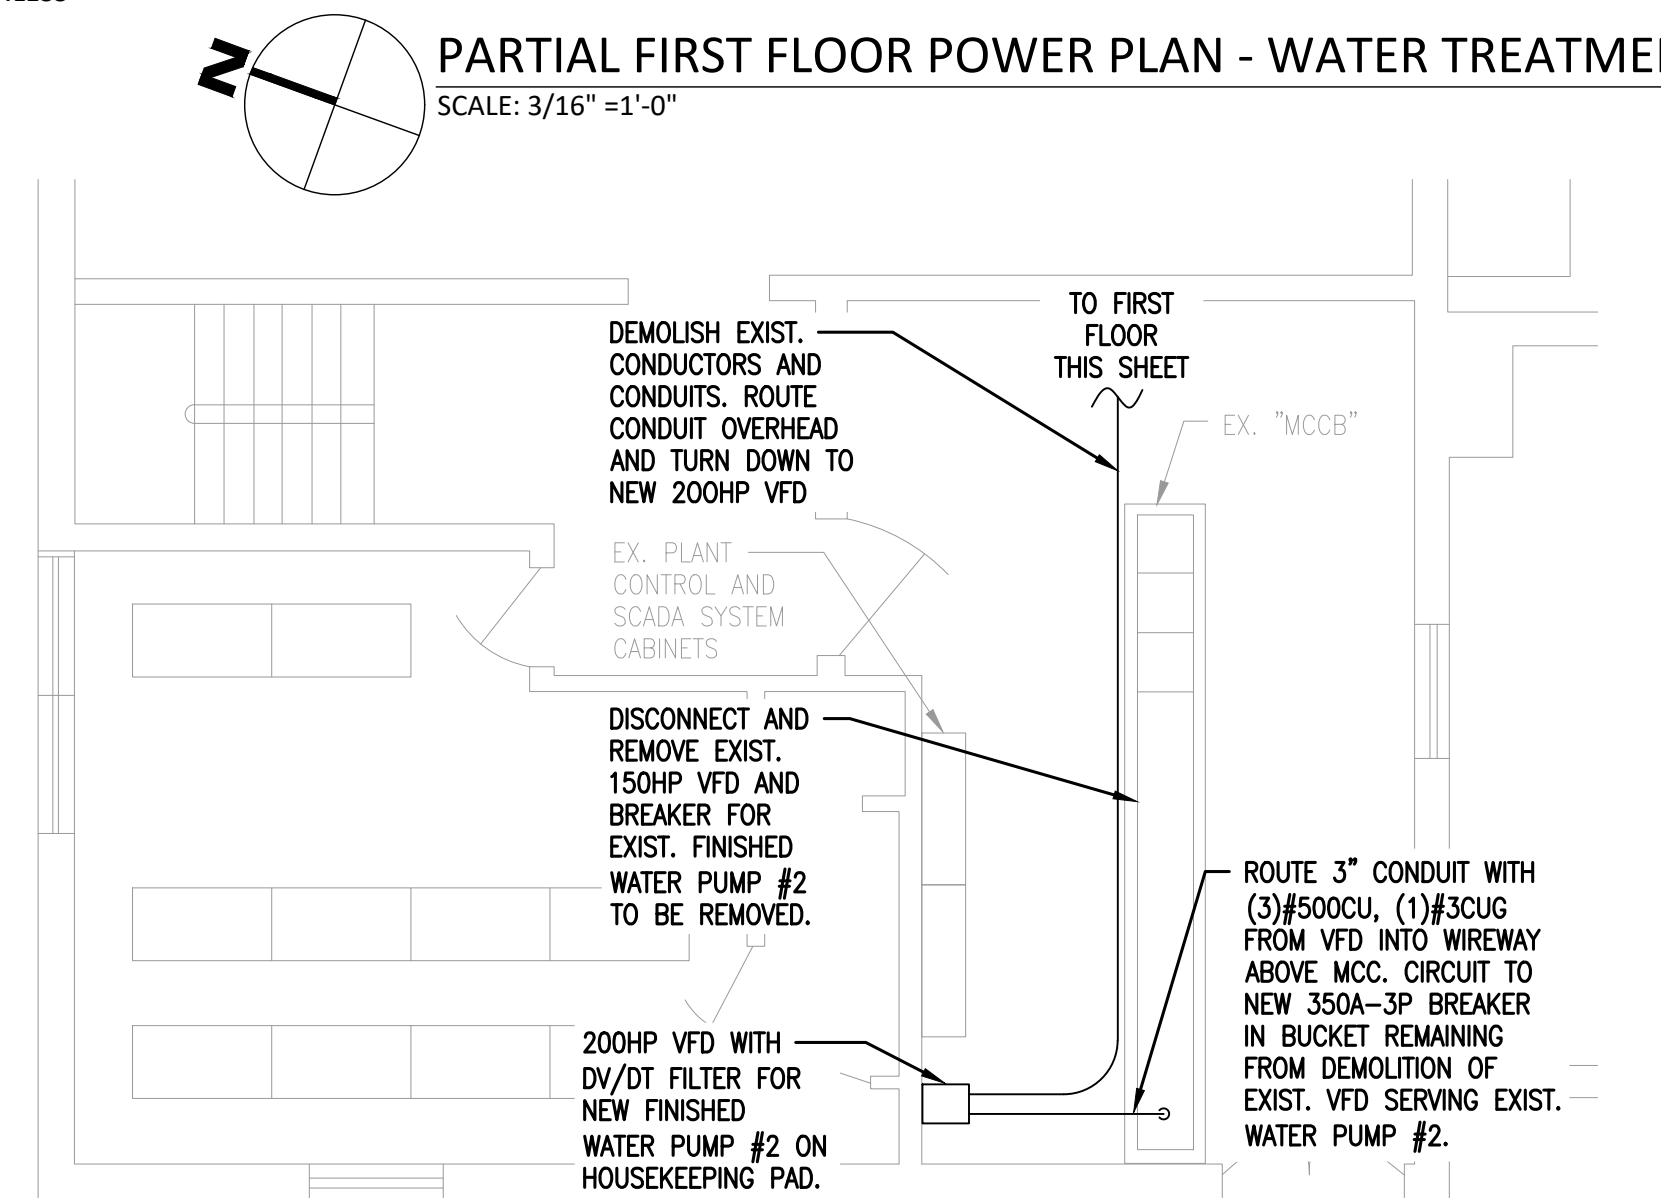 N
PARTIAL FIRST FLOOR POWER PLAN - WATER
SCALE: 3/16" =1'-0"
DEMOLISH EXIST.
CONDUCTORS AND
CONDUITS. ROUTE
CONDUIT OVERHEAD
AND TURN DOWN TO
NEW 200HP VFD
TO FIRST
FLOOR
THIS SHEET
EX. "MCCB"
EX. PLANT
CONTROL AND
SCADA SYSTEM
CABINETS
DISCONNECT AND
REMOVE EXIST.
150HP VFD AND
BREAKER FOR
EXIST. FINISHED
WATER PUMP #2
TO BE REMOVED.
ROUTE 3" CONDUIT WITH
(3)#500CU, (1)#3CUG
FROM VFD INTO WIREWAY
ABOVE MCC. CIRCUIT TO
NEW 350A-3P BREAKER
IN BUCKET REMAINING
FROM DEMOLITION OF
EXIST. VFD SERVING EXIST.
WATER PUMP #2.
200HP VFD WITH
DV/DT FILTER FOR
NEW FINISHED
WATER PUMP #2 ON
HOUSEKEEPING PAD.